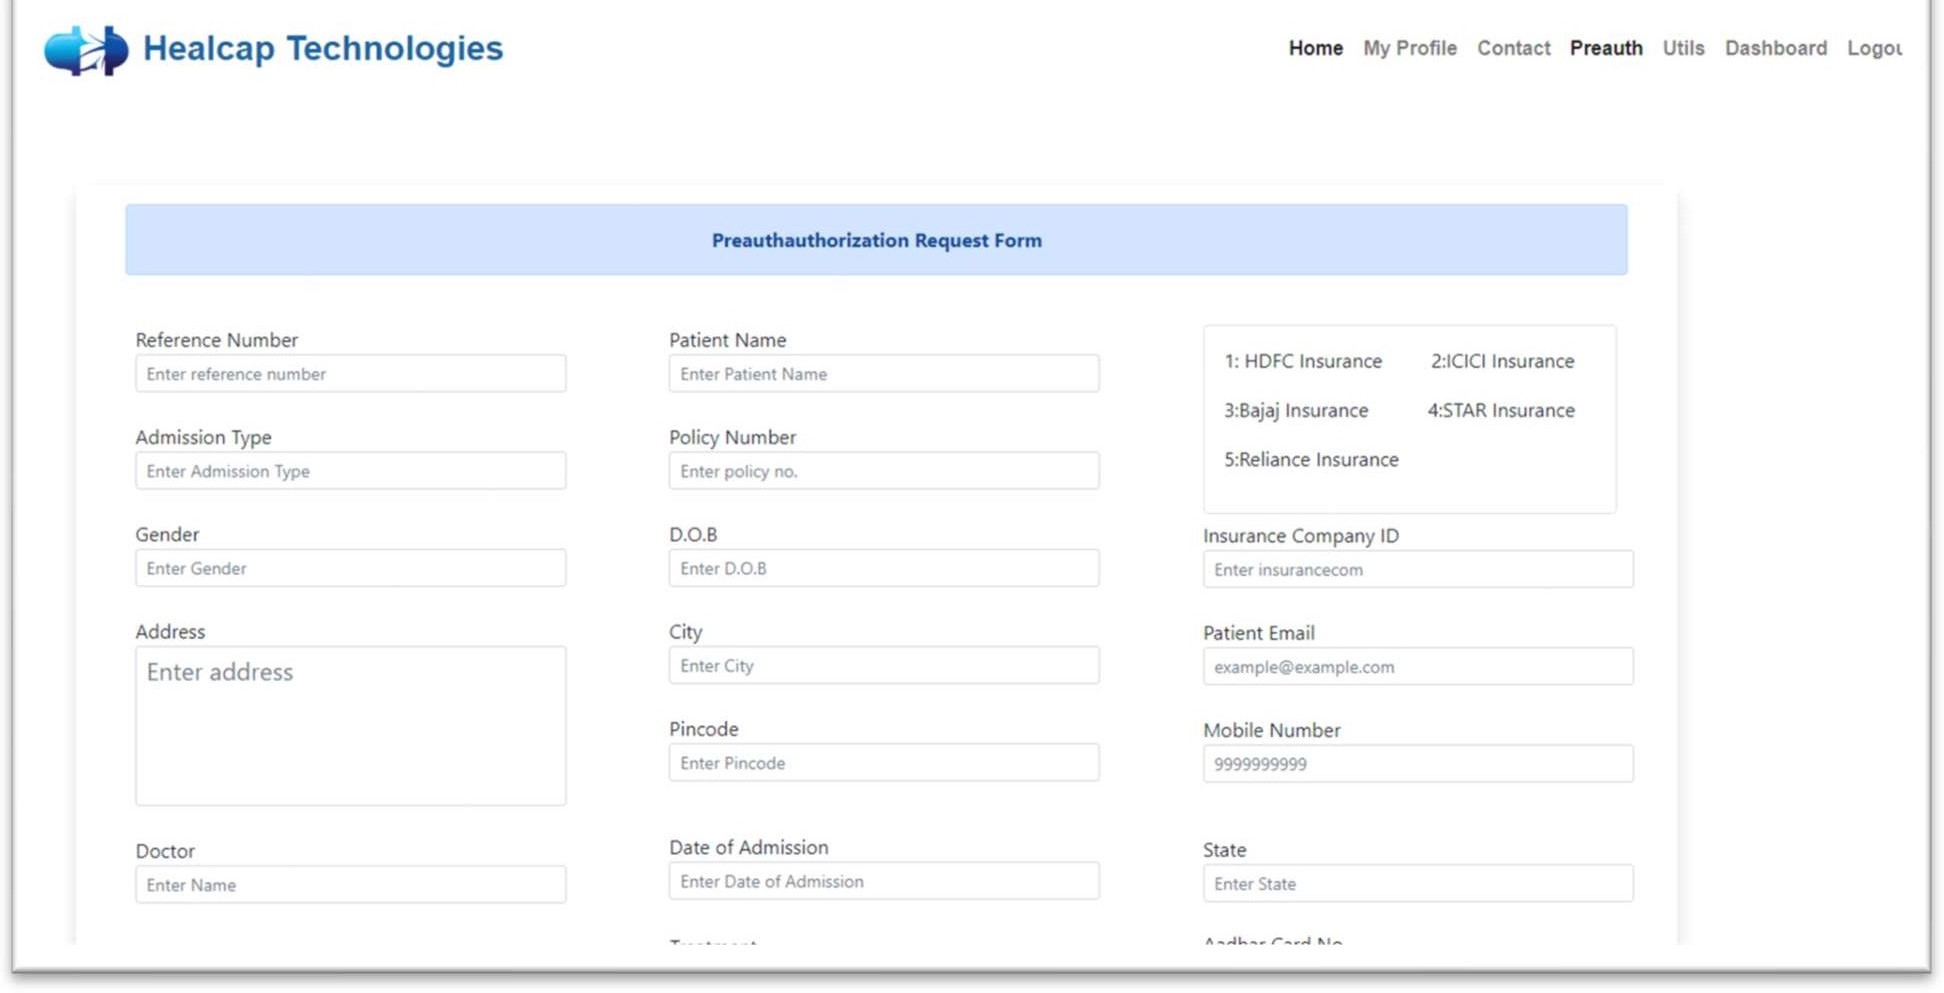 Healcap Technologies
Home My Profile Contact Preauth Utils Dashboard
Preauthauthorization Request Form
Reference Number
Enter reference number
Patient Name
Enter Patient Name
1: HDFC Insurance 2:ICICI Insurance
3:Bajaj Insurance 4:STAR Insurance
5:Reliance Insurance
Admission Type
Enter Admission Type
Policy Number
Enter policy no.
Gender
Enter Gender
D.O.B
Enter D.O.B
Insurance Company ID
Enter insurancecom
Address
Enter address
City
Enter City
Patient Email
example@example.com
Pincode
Enter Pincode
Mobile Number
9999999999
Doctor
Enter Name
Date of Admission
Enter Date of Admission
State
Enter State
Aadhar Card No